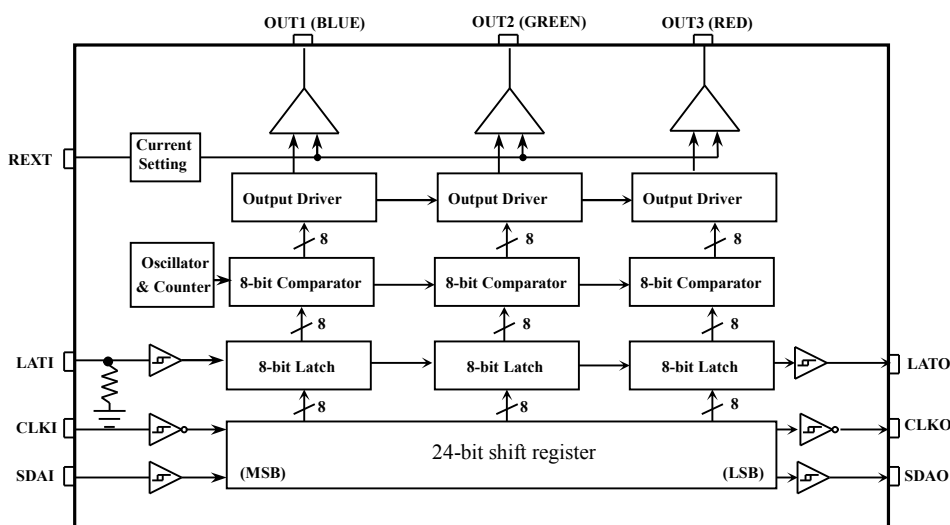 OUT1 (BLUE)
OUT2 (GREEN)
OUT3 (RED)
REXT
Current
Setting
Output Driver
Output Driver
Output Driver
8
8
8
Oscillator
& Counter
8-bit Comparator
8-bit Comparator
8-bit Comparator
8
8
8
LATI
8-bit Latch
8-bit Latch
8-bit Latch
LATO
8
8
8
CLKI
24-bit shift register
CLKO
SDAI
(MSB)
(LSB)
SDAO